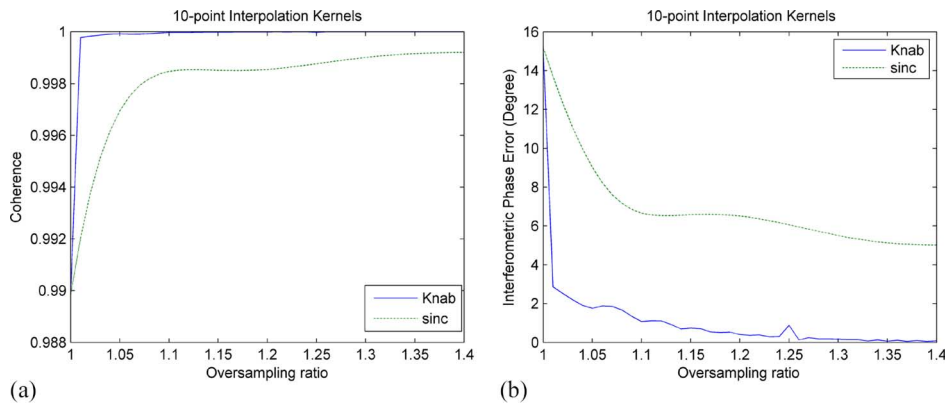 10-point Interpolation Kernels
1
0.998
0.996
0.994
0.992
0.99
0.988
Coherence
Knab
sinc
1 1.05 1.1 1.15 1.2 1.25 1.3 1.35 1.4
Oversampling ratio
(a)
10-point Interpolation Kernels
16
14
12
10
8
6
4
2
0
Interferometric Phase Error (Degree)
Knab
sinc
1 1.05 1.1 1.15 1.2 1.25 1.3 1.35 1.4
Oversampling ratio
(b)